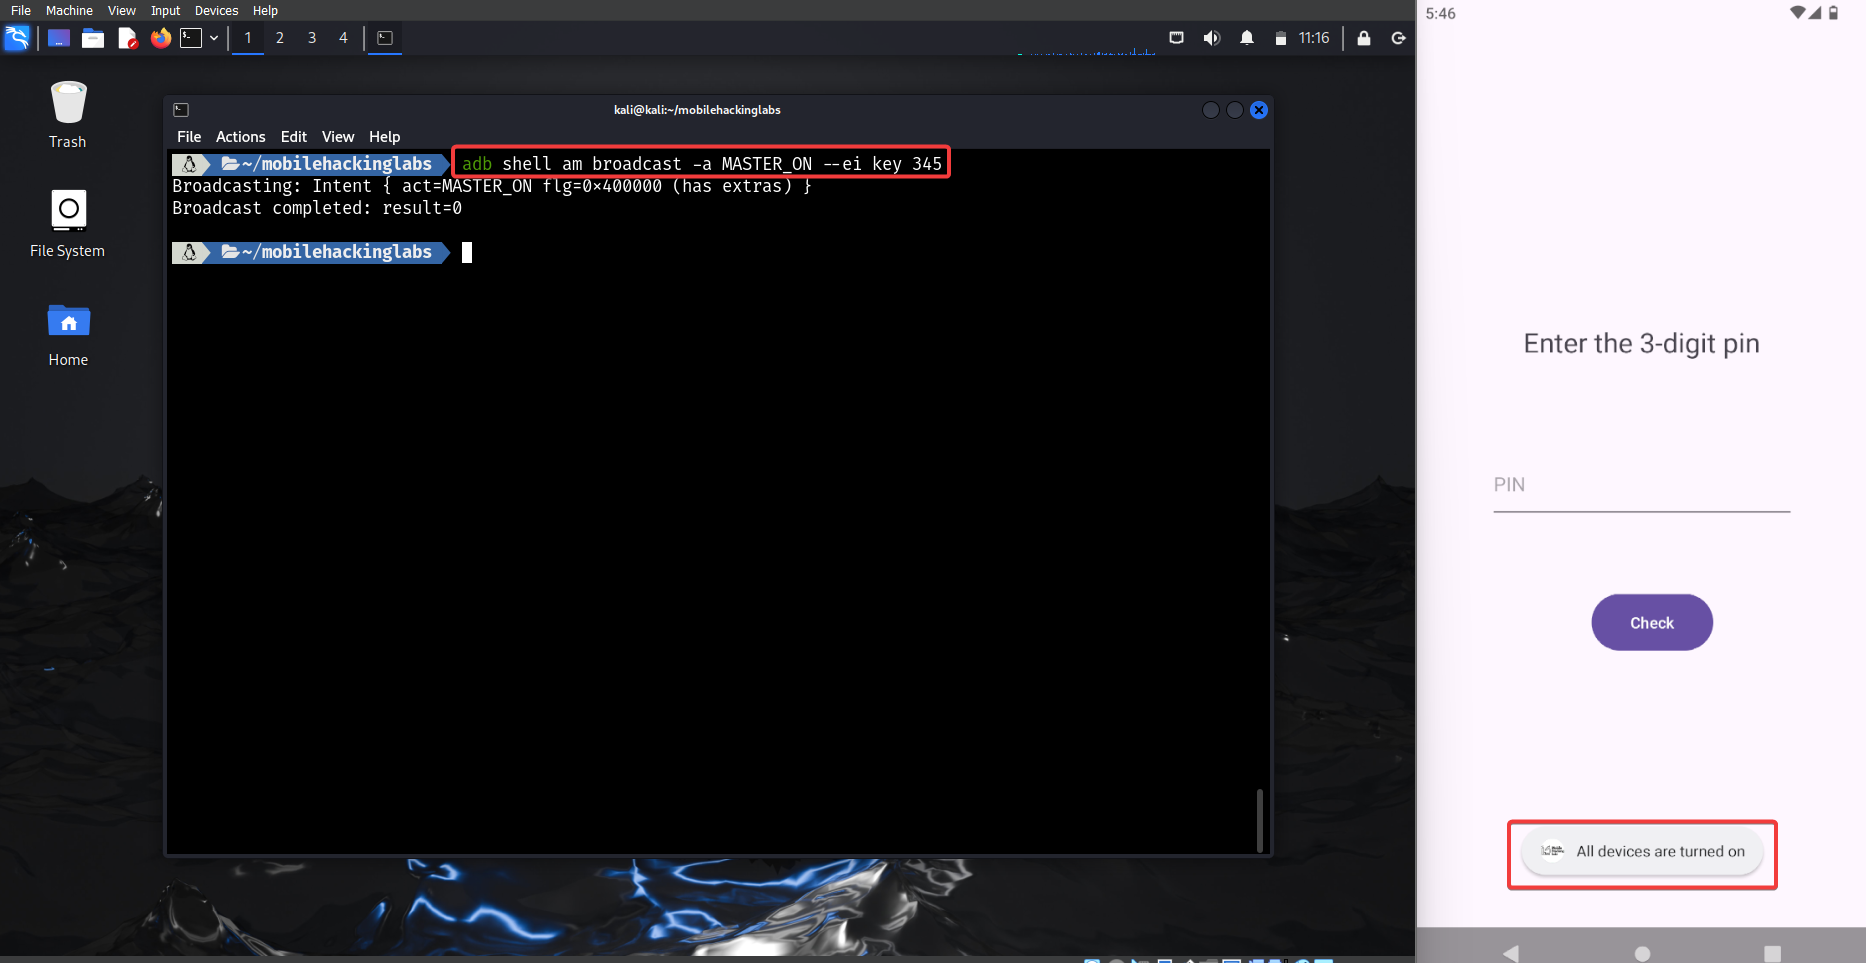 File Machine View Input Devices Help
1 2 3 4 11:16
Trash
File System
Home
kali@kali:~/mobilehackinglabs
File Actions Edit View Help
~/mobilehackinglabs adb shell am broadcast -a MASTER_ON --ei key 345
Broadcasting: Intent { act=MASTER_ON flg=0×400000 (has extras) }
Broadcast completed: result=0
~/mobilehackinglabs
5:46
Enter the 3-digit pin
PIN
Check
All devices are turned on